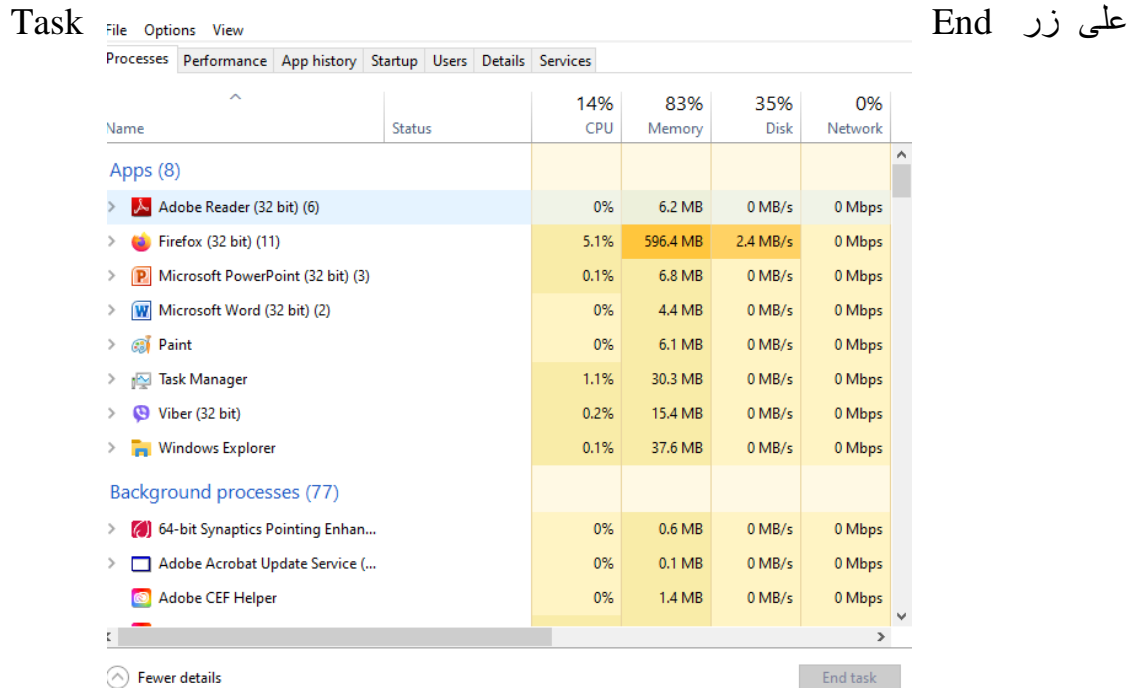 على زر End Task
File Options View
Processes Performance App history Startup Users Details Services
14% 83% 35% 0%
Name Status CPU Memory Disk Network
Apps (8)
Adobe Reader (32 bit) (6) 0% 6.2 MB 0 MB/s 0 Mbps
Firefox (32 bit) (11) 5.1% 596.4 MB 2.4 MB/s 0 Mbps
Microsoft PowerPoint (32 bit) (3) 0.1% 6.8 MB 0 MB/s 0 Mbps
Microsoft Word (32 bit) (2) 0% 4.4 MB 0 MB/s 0 Mbps
Paint 0% 6.1 MB 0 MB/s 0 Mbps
Task Manager 1.1% 30.3 MB 0 MB/s 0 Mbps
Viber (32 bit) 0.2% 15.4 MB 0 MB/s 0 Mbps
Windows Explorer 0.1% 37.6 MB 0 MB/s 0 Mbps
Background processes (77)
64-bit Synaptics Pointing Enhan... 0% 0.6 MB 0 MB/s 0 Mbps
Adobe Acrobat Update Service (... 0% 0.1 MB 0 MB/s 0 Mbps
Adobe CEF Helper 0% 1.4 MB 0 MB/s 0 Mbps
Fewer details End task